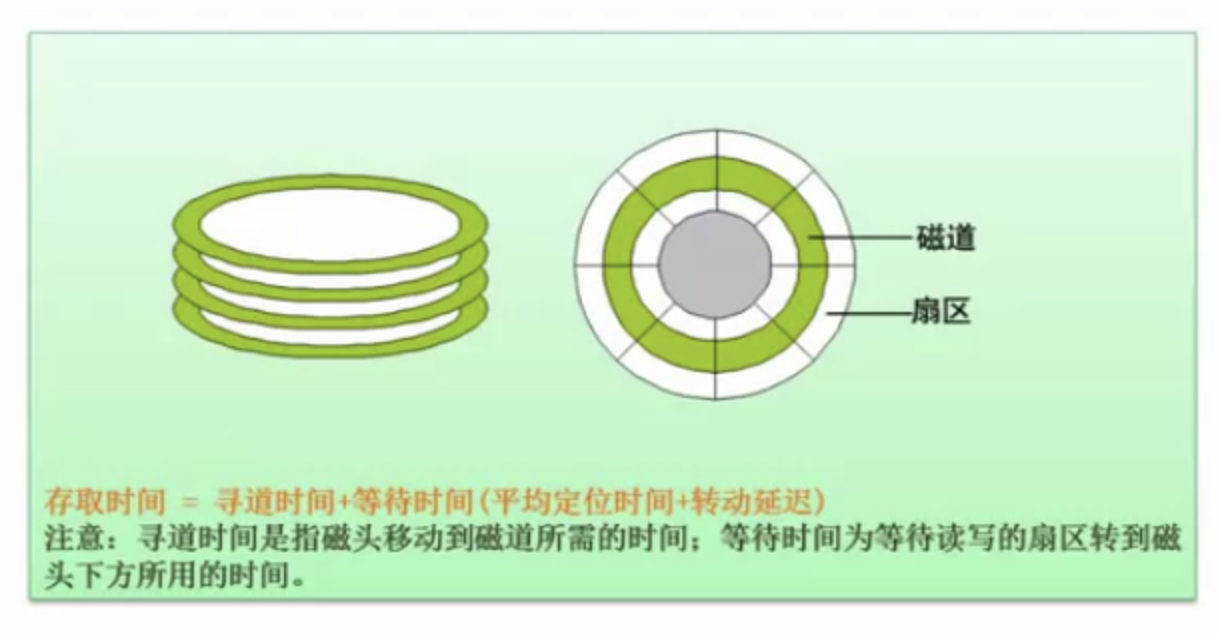 磁道
扇区
存取时间 = 寻道时间+等待时间(平均定位时间+转动延迟)
注意：寻道时间是指磁头移动到磁道所需的时间；等待时间为等待读写的扇区转到磁
头下方所用的时间。